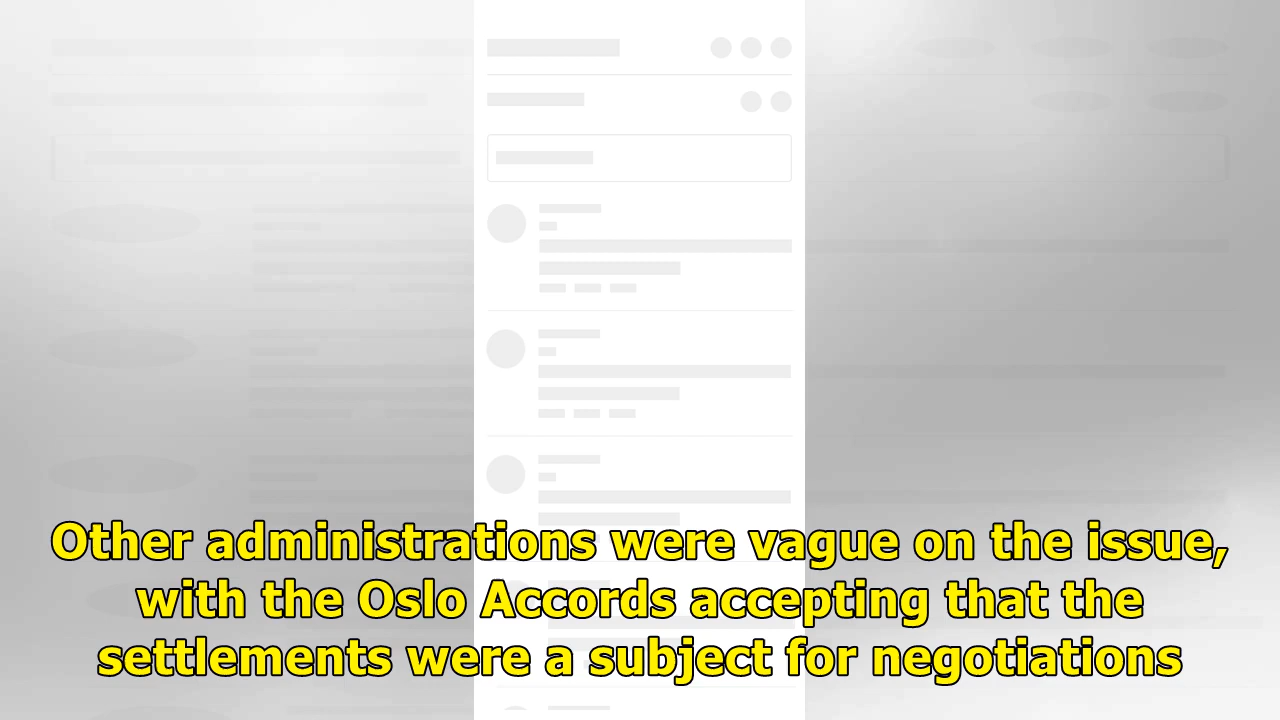 Other administrations were vague on the issue,
with the Oslo Accords accepting that the
settlements were a subject for negotiations